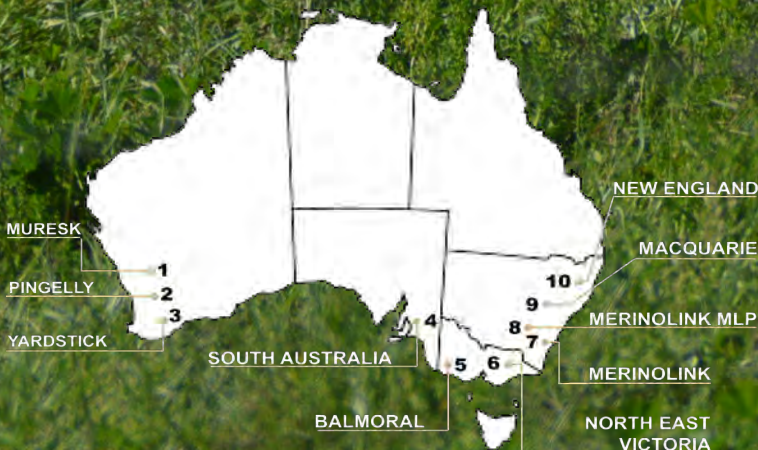 NEW ENGLAND
MURESK
MACQUARIE
1
10
PINGELLY
2
9
3
4
8
MERINOLINK MLP
YARDSTICK
7
SOUTH AUSTRALIA
5
6
MERINOLINK
BALMORAL
NORTH EAST
VICTORIA